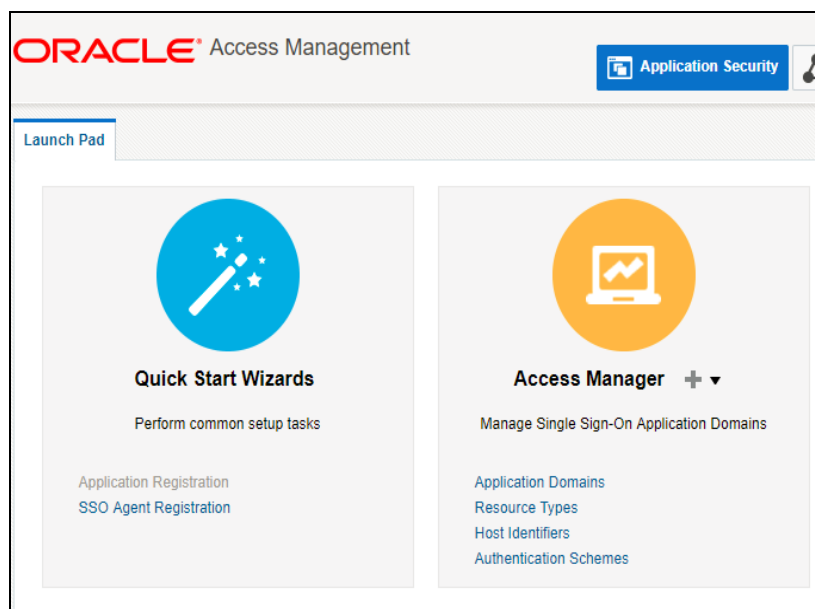 ORACLE Access Management
Application Security
Launch Pad
Quick Start Wizards
Perform common setup tasks
Application Registration
SSO Agent Registration
Access Manager
Manage Single Sign-On Application Domains
Application Domains
Resource Types
Host Identifiers
Authentication Schemes